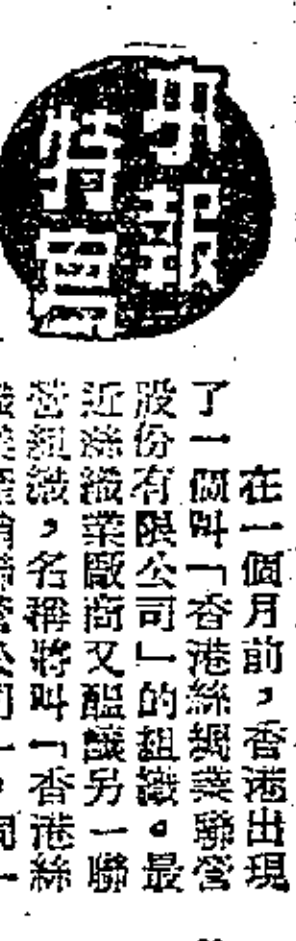 本報
特寫
在一個月前，香港出現
了一個叫「香港絲綢業聯營
股份有限公司」的組織。最
近絲織業廠商又醞釀另一聯
營組織，名稱將叫「香港絲